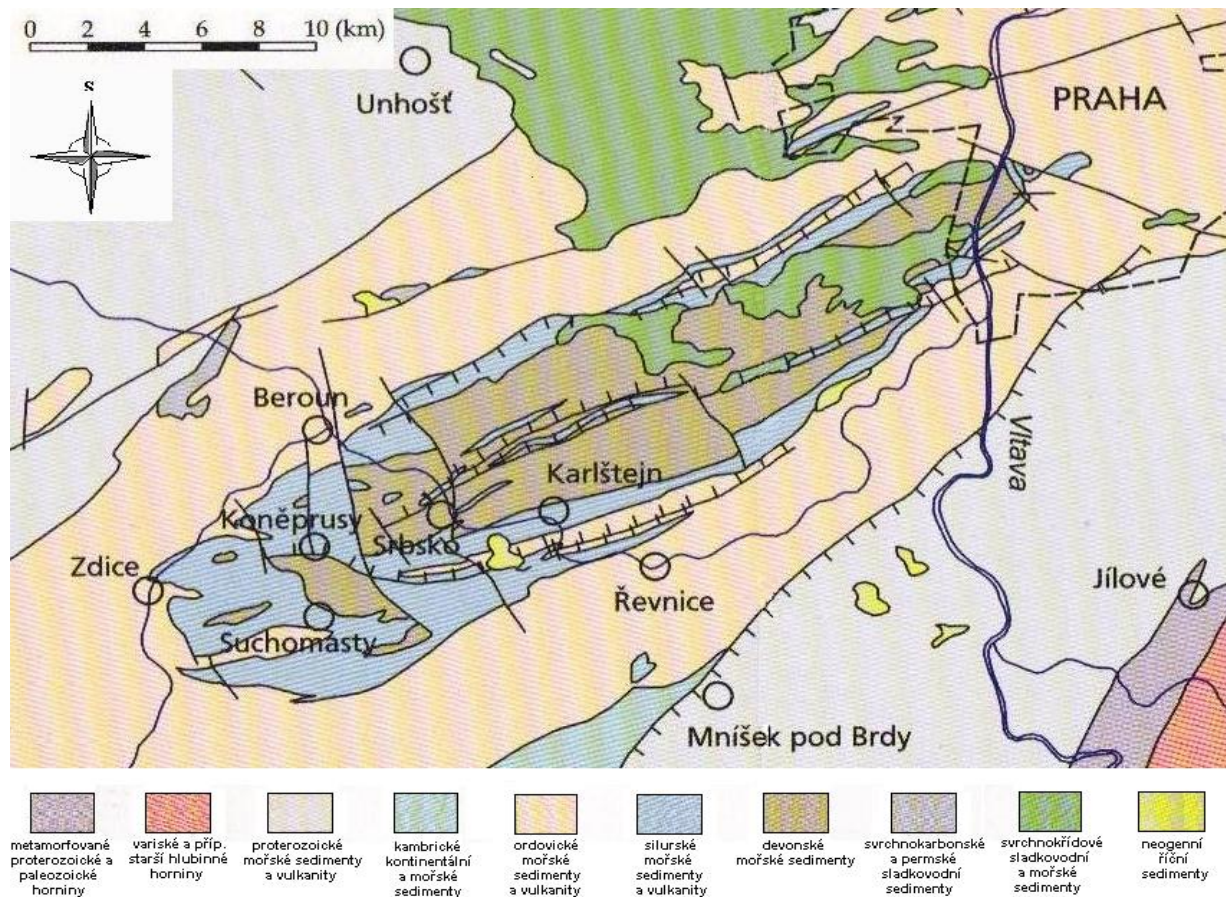 0 2 4 6 8 10 (km)
S
Unhošť
PRAHA
Beroun
Karlštejn
Vltava
Koněprusy
Srbsko
Zdice
Řevnice
Jílové
Suchomasty
Mníšek pod Brdy
metamorfované
proterozoické a
paleozoické
horniny
variské a příp.
starší hlubinné
horniny
proterozoické
mořské sedimenty
a vulkanity
kambrické
kontinentální
a mořské
sedimenty
ordovické
mořské
sedimenty
a vulkanity
silurské
mořské
sedimenty
a vulkanity
devonské
mořské sedimenty
svrchnokarbonské
a permské
sladkovodní
sedimenty
svrchnokřídové
sladkovodní
a mořské
sedimenty
neogenní
říční
sedimenty